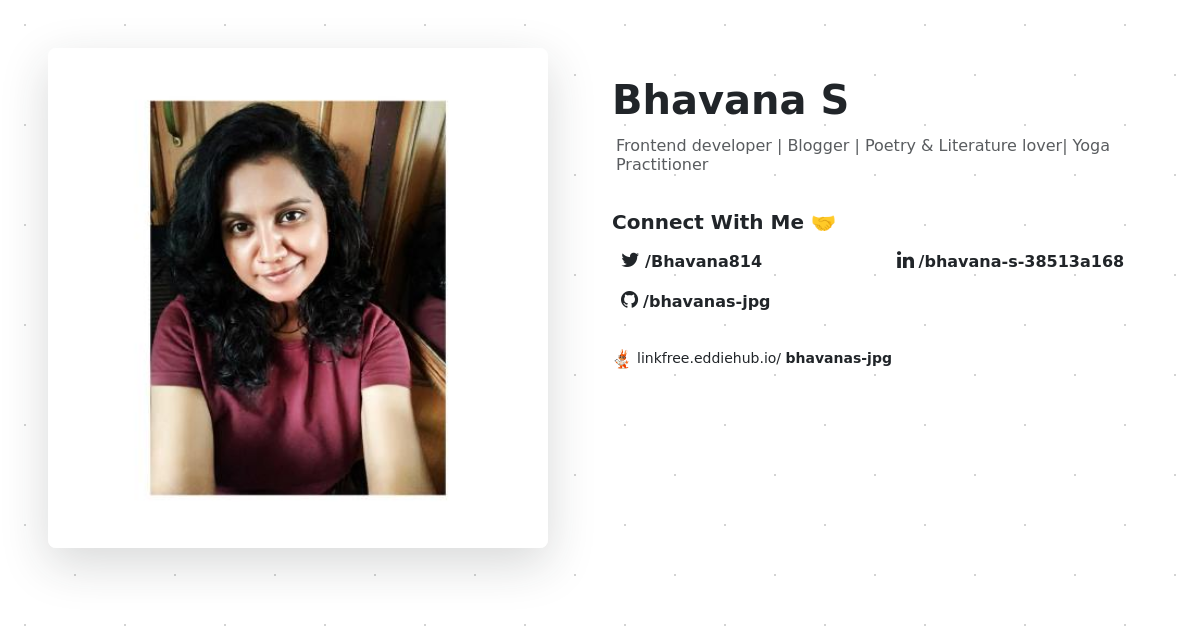 Bhavana S
Frontend developer | Blogger | Poetry & Literature lover| Yoga
Practitioner
Connect With Me 🤝
/Bhavana814
/bhavana-s-38513a168
/bhavanas-jpg
linkfree.eddiehub.io/ bhavanas-jpg